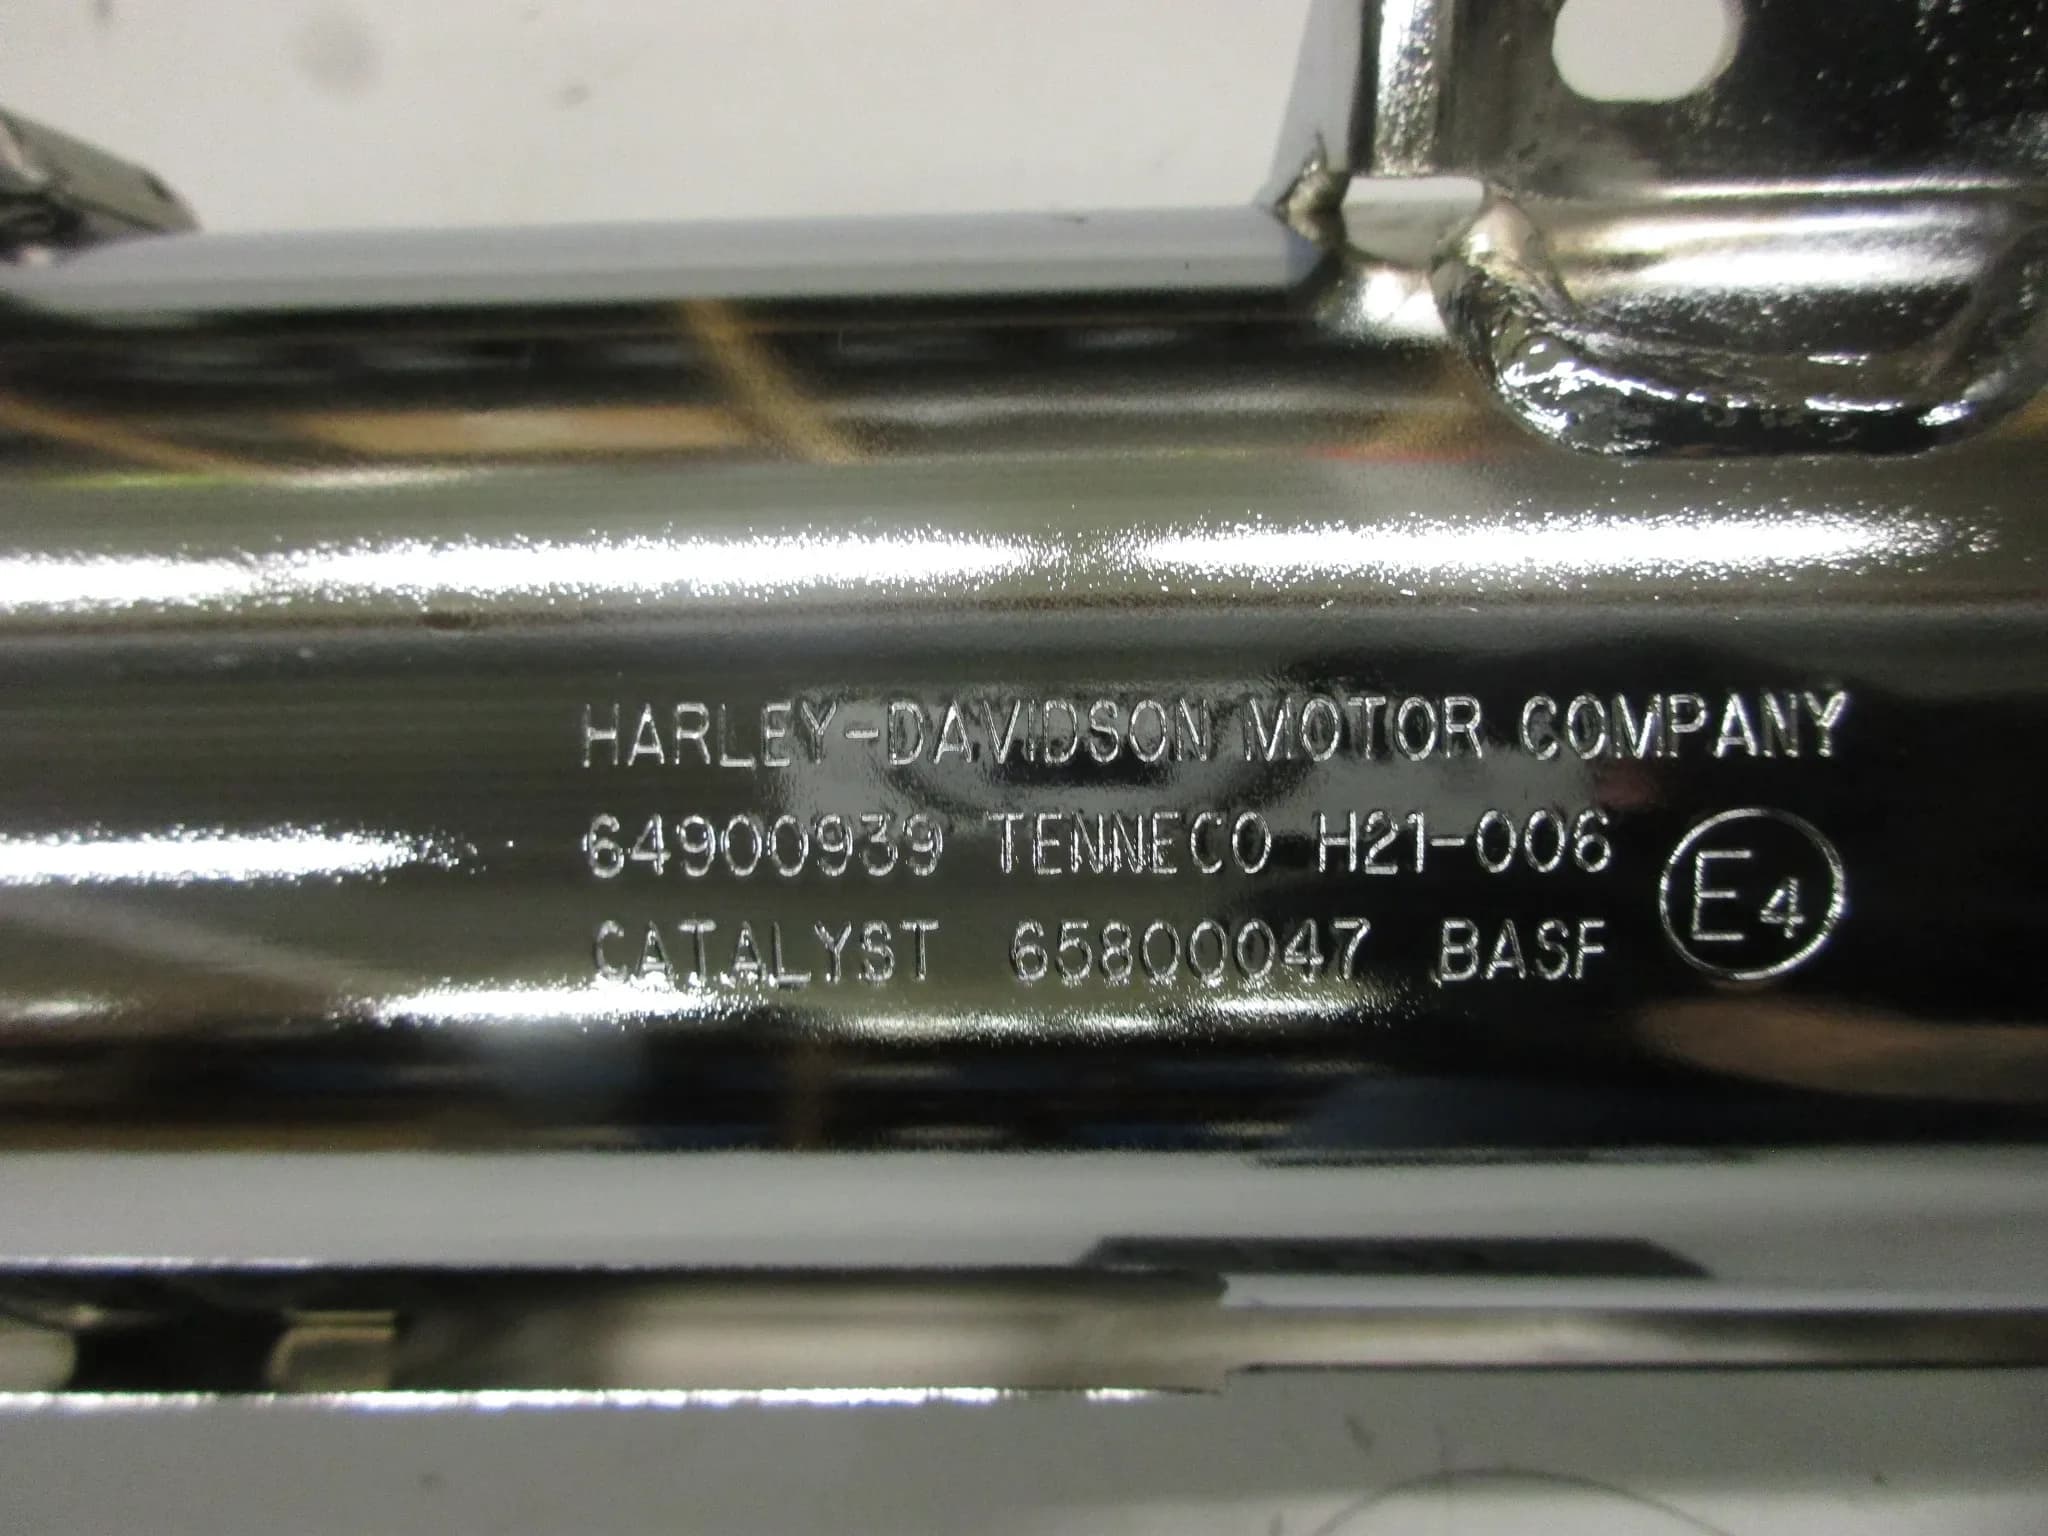 HARLEY-DAVIDSON MOTOR COMPANY
64900939 TENNECO H21-006
E4
CATALYST 65800047 BASF